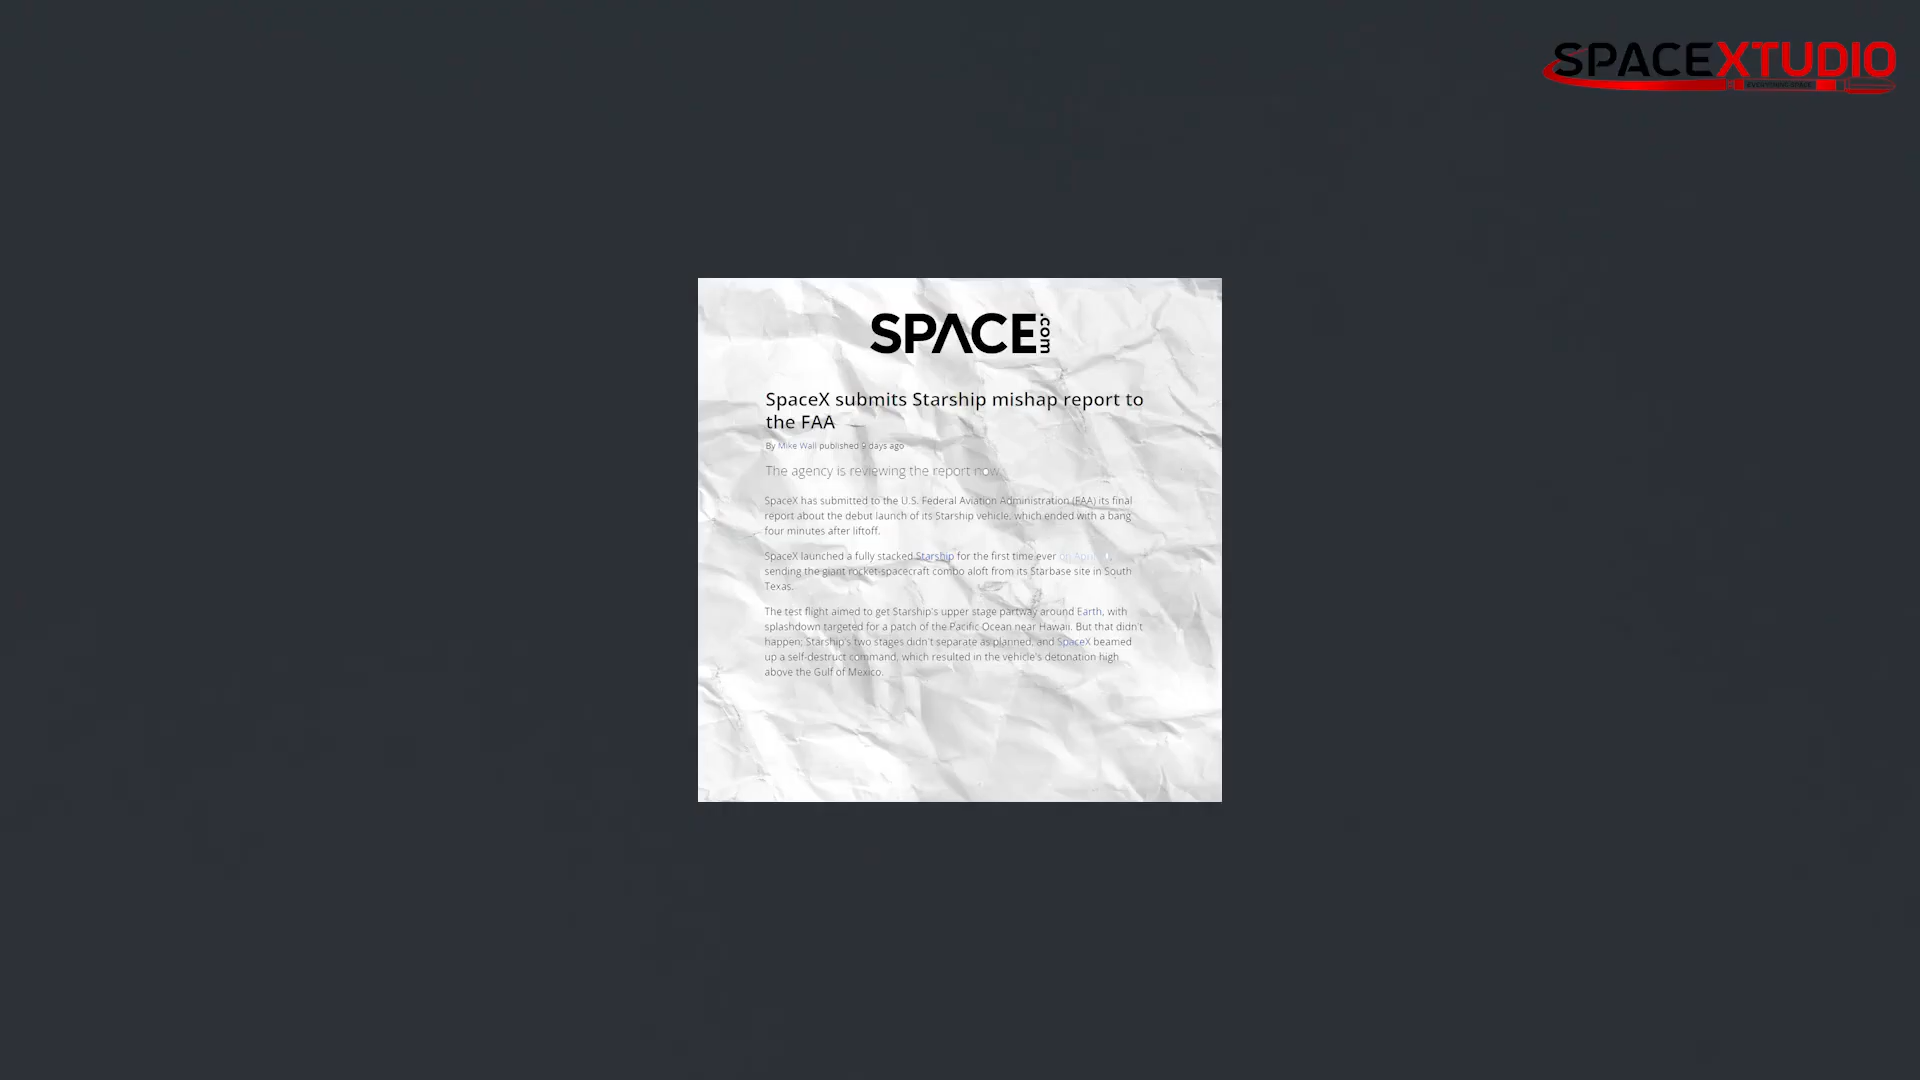 SPACEXTUDIO
SPACE.com
SpaceX submits Starship mishap report to
the FAA
By Mike Wall published 9 days ago
The agency is reviewing the report now.
SpaceX has submitted to the U.S. Federal Aviation Administration (FAA) its final
report about the debut launch of its Starship vehicle, which ended with a bang
four minutes after liftoff.
SpaceX launched a fully stacked Starship for the first time ever on April
sending the giant rocket-spacecraft combo aloft from its Starbase site in South
Texas.
The test flight aimed to get Starship's upper stage partway around Earth, with
splashdown targeted for a patch of the Pacific Ocean near Hawaii. But that didn't
happen; Starship's two stages didn't separate as planned, and SpaceX beamed
up a self-destruct command, which resulted in the vehicle's detonation high
above the Gulf of Mexico.